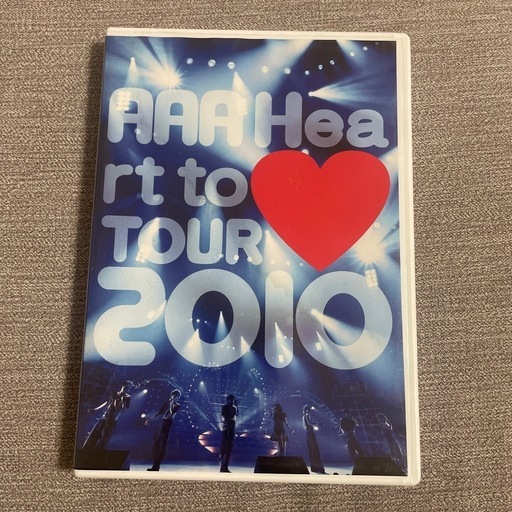 AAA Hea
rt to ♥
TOUR
2010